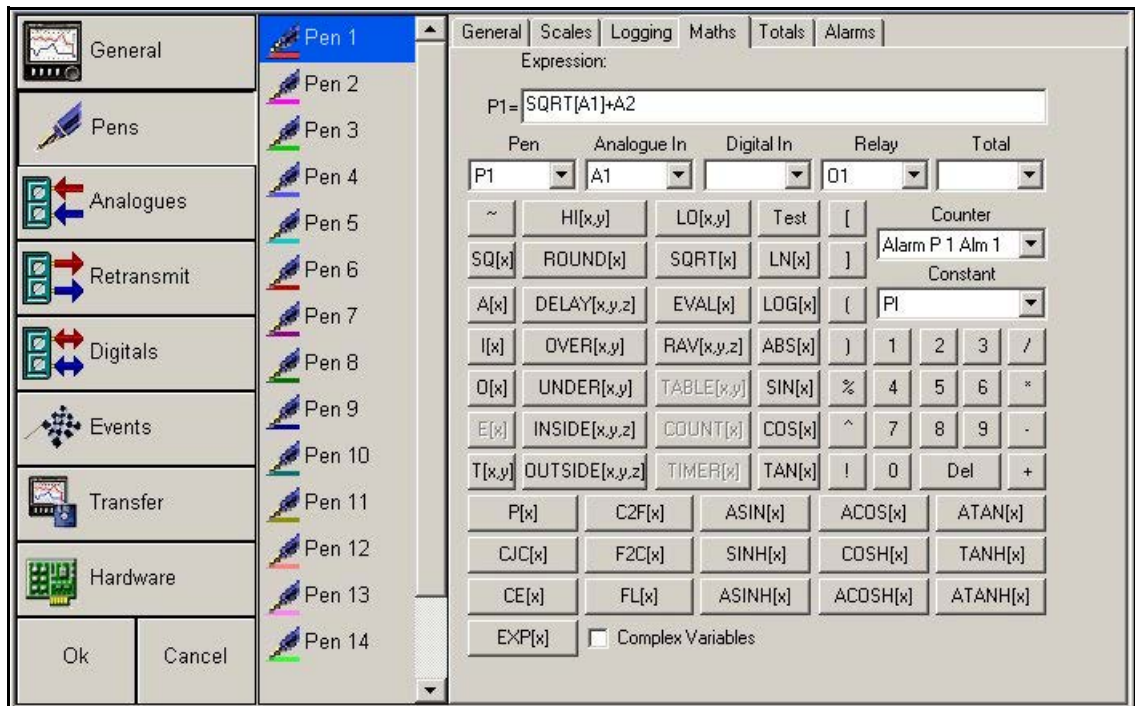 General
Pens
Analogues
Retransmit
Digitals
Events
Transfer
Hardware
Ok Cancel
Pen 1
Pen 2
Pen 3
Pen 4
Pen 5
Pen 6
Pen 7
Pen 8
Pen 9
Pen 10
Pen 11
Pen 12
Pen 13
Pen 14
General Scales Logging Maths Totals Alarms
Expression:
P1= SQRT[A1]+A2
Pen Analogue In Digital In Relay Total
P1 A1 O1
~ HI[x,y] LO[x,y] Test [ Counter
Alarm P 1 Alm 1
SQ[x] ROUND[x] SQRT[x] LN[x] ] Constant
A[x] DELAY[x,y,z] EVAL[x] LOG[x] ( PI
I[x] OVER[x,y] RAV[x,y,z] ABS[x] ) 1 2 3 /
O[x] UNDER[x,y] TABLE[x,y] SIN[x] % 4 5 6 *
E[x] INSIDE[x,y,z] COUNT[x] COS[x] ^ 7 8 9 -
T[x,y] OUTSIDE[x,y,z] TIMER[x] TAN[x] ! 0 Del +
P[x] C2F[x] ASIN[x] ACOS[x] ATAN[x]
CJC[x] F2C[x] SINH[x] COSH[x] TANH[x]
CE[x] FL[x] ASINH[x] ACOSH[x] ATANH[x]
EXP[x] Complex Variables